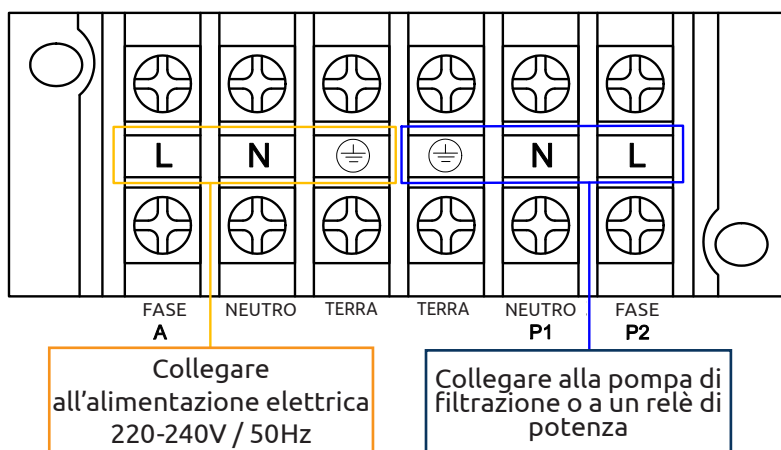 L N N L
FASE NEUTRO TERRA TERRA NEUTRO FASE
A P1 P2
Collegare
all'alimentazione elettrica
220-240V / 50Hz
Collegare alla pompa di
filtrazione o a un relè di
potenza